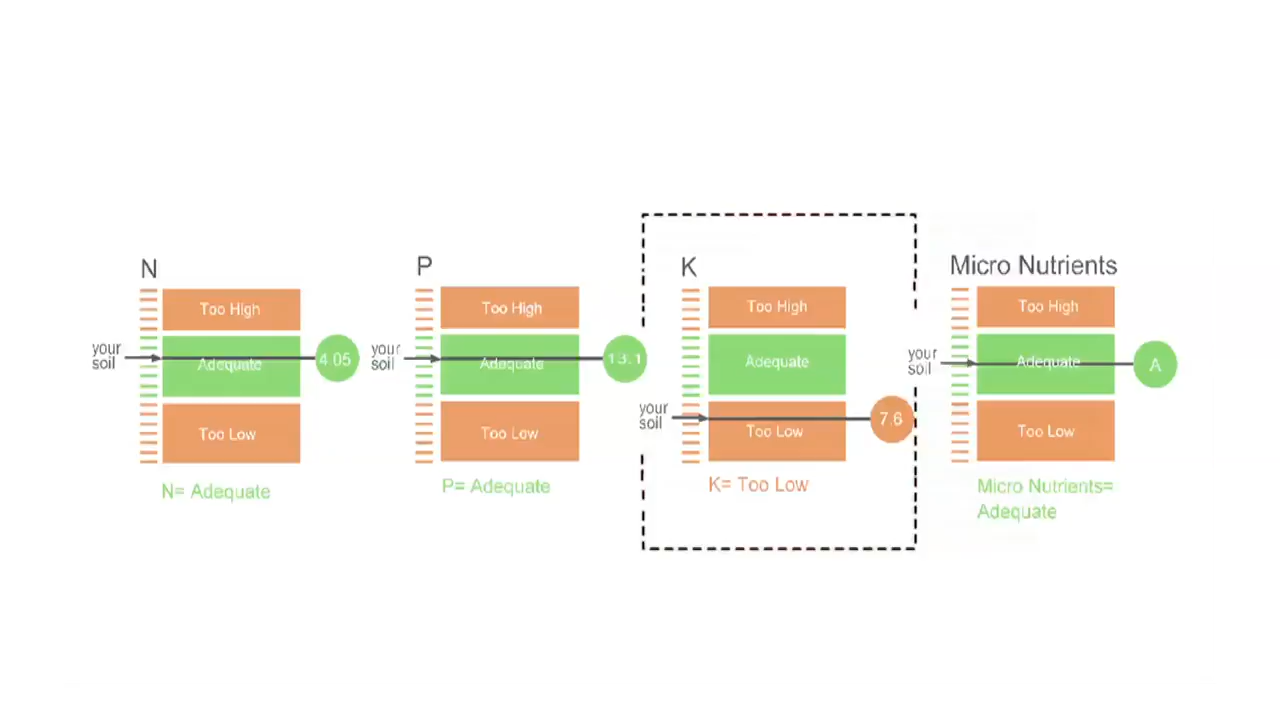 N
Too High
your
soil
Adequate
4.05
Too Low
N= Adequate
P
Too High
your
soil
Adequate
13.1
Too Low
P= Adequate
K
Too High
Adequate
your
soil
7.6
Too Low
K= Too Low
Micro Nutrients
Too High
your
soil
Adequate
A
Too Low
Micro Nutrients=
Adequate